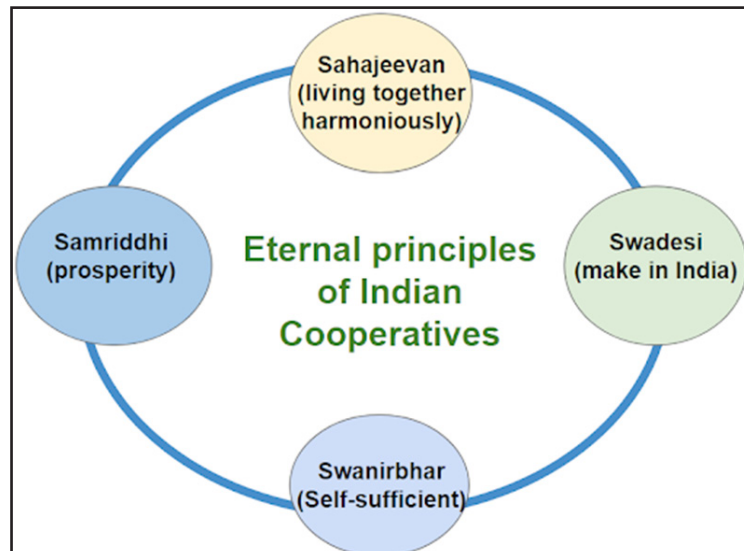 Sahajeevan
(living together
harmoniously)
Samriddhi
(prosperity)
Eternal principles
of Indian
Cooperatives
Swadesi
(make in India)
Swanirbhar
(Self-sufficient)